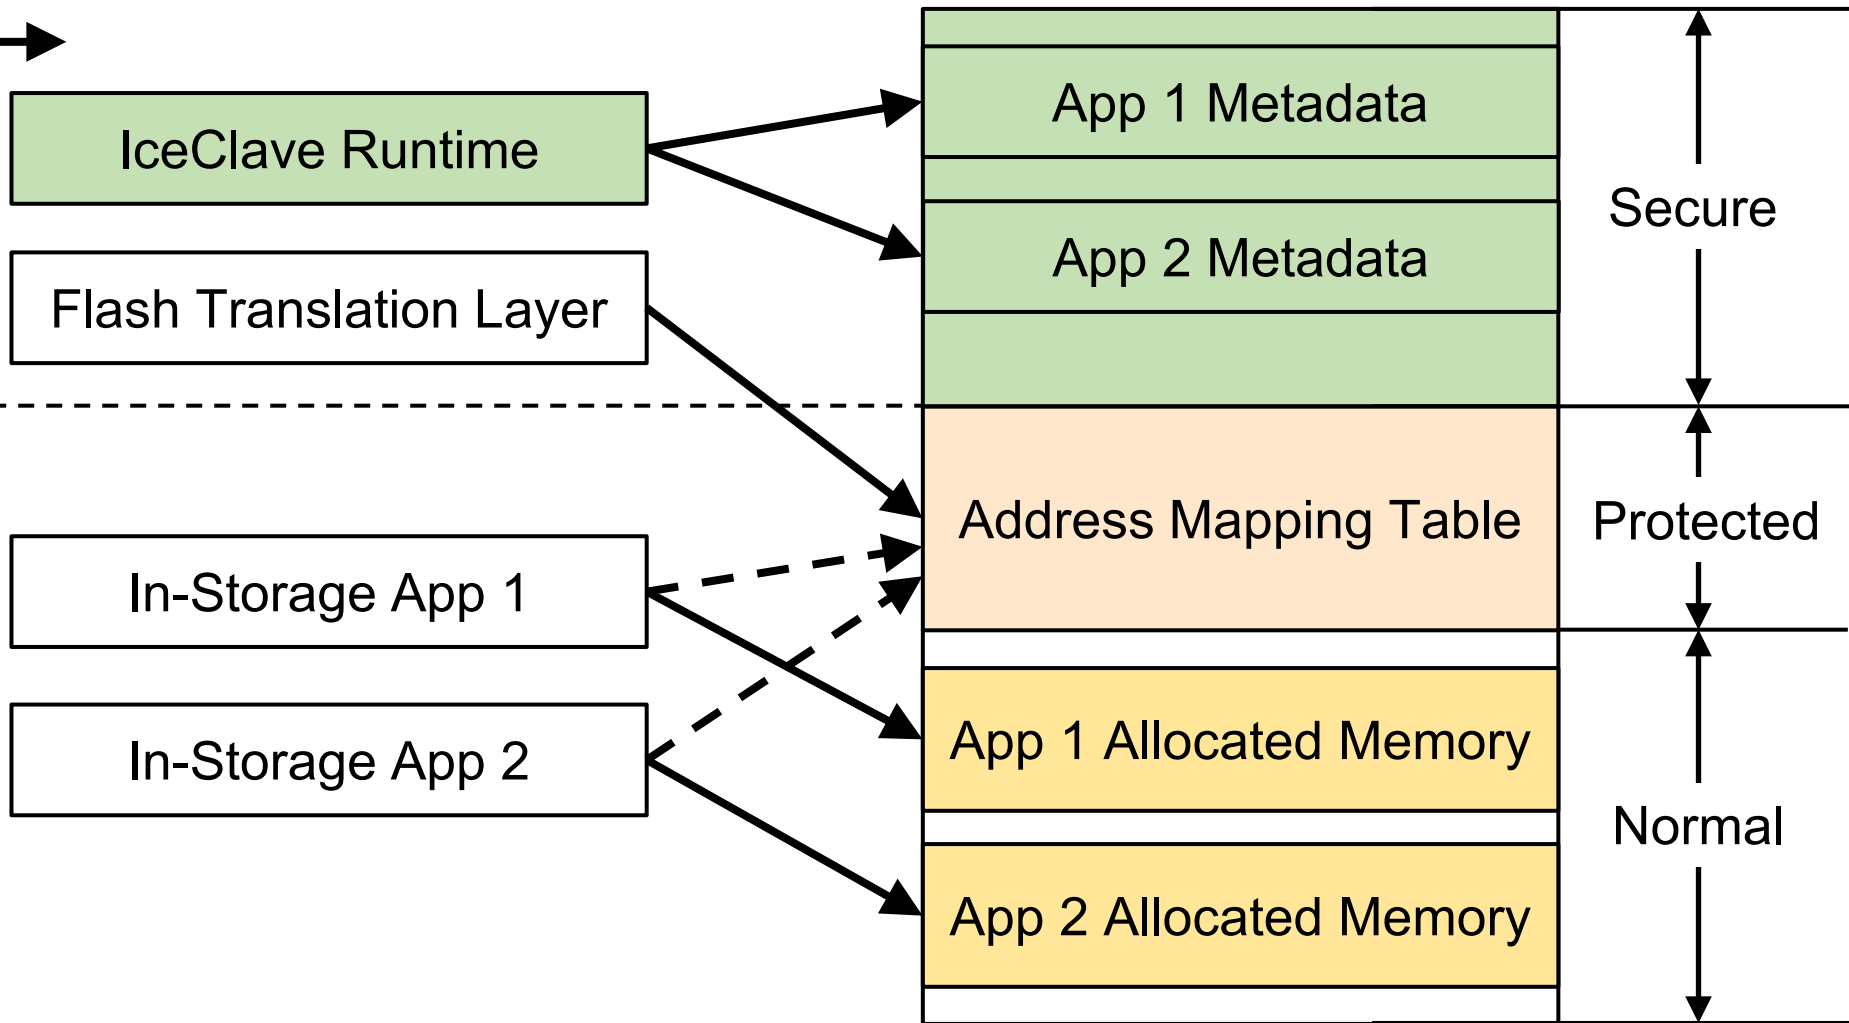 IceClave Runtime
Flash Translation Layer
In-Storage App 1
In-Storage App 2
App 1 Metadata
App 2 Metadata
Address Mapping Table
App 1 Allocated Memory
App 2 Allocated Memory
Secure
Protected
Normal